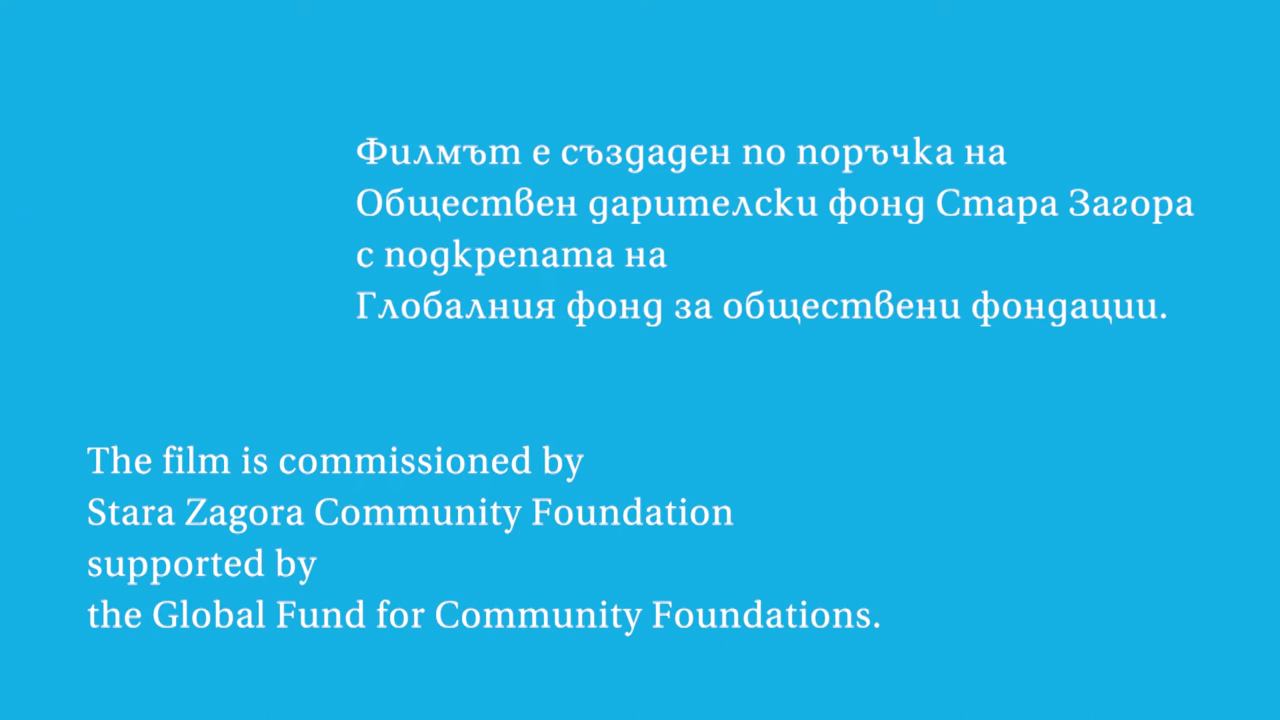 Филмът е създаден по поръчка на
Обществен дарителски фонд Стара Загора
с подкрепата на
Глобалния фонд за обществени фондации.
The film is commissioned by
Stara Zagora Community Foundation
supported by
the Global Fund for Community Foundations.